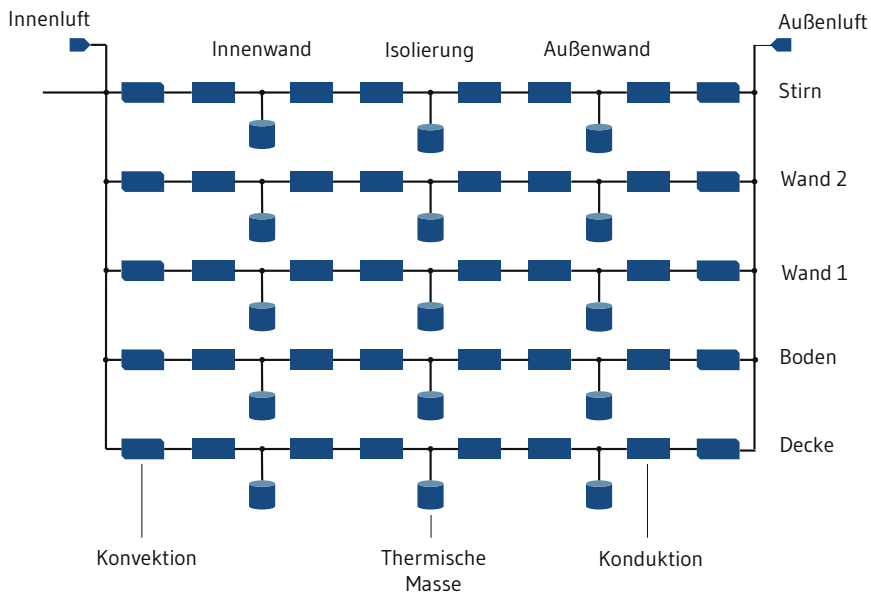 Innenluft
Außenluft
Innenwand
Isolierung
Außenwand
Stirn
Wand 2
Wand 1
Boden
Decke
Konvektion
Thermische
Masse
Konduktion